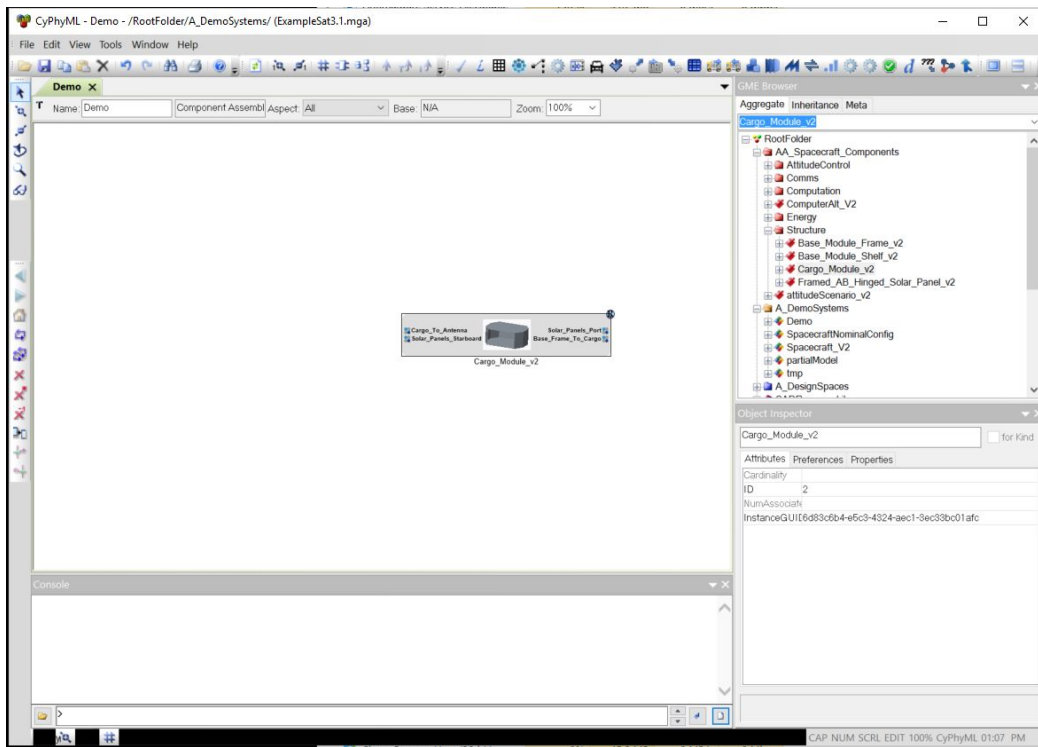 CyPhyML - Demo - /RootFolder/A_DemoSystems/ (ExampleSat3.1.mga)
File Edit View Tools Window Help
Demo X
Name: Demo Component Assembl Aspect: All Base: N/A Zoom: 100%
Cargo_To_Antenna Solar_Panels_Port
Solar_Panels_Starboard Base_Frame_To_Cargo
Cargo_Module_v2
GME Browser
Aggregate Inheritance Meta
Cargo_Module_v2
RootFolder
AA_Spacecraft_Components
AttitudeControl
Comms
Computation
ComputerAlt_V2
Energy
Structure
Base_Module_Frame_v2
Base_Module_Shelf_v2
Cargo_Module_v2
Framed_AB_Hinged_Solar_Panel_v2
attitudeScenario_v2
A_DemoSystems
Demo
SpacecraftNominalConfig
Spacecraft_V2
partialModel
tmp
A_DesignSpaces
Object Inspector
Cargo_Module_v2 for Kind
Attributes Preferences Properties
Cardinality
ID 2
NumAssociate
InstanceGUID 6d83c6b4-e5c3-4324-aec1-3ec33bc01afc
Console
>
CAP NUM SCRL EDIT 100% CyPhyML 01:07 PM